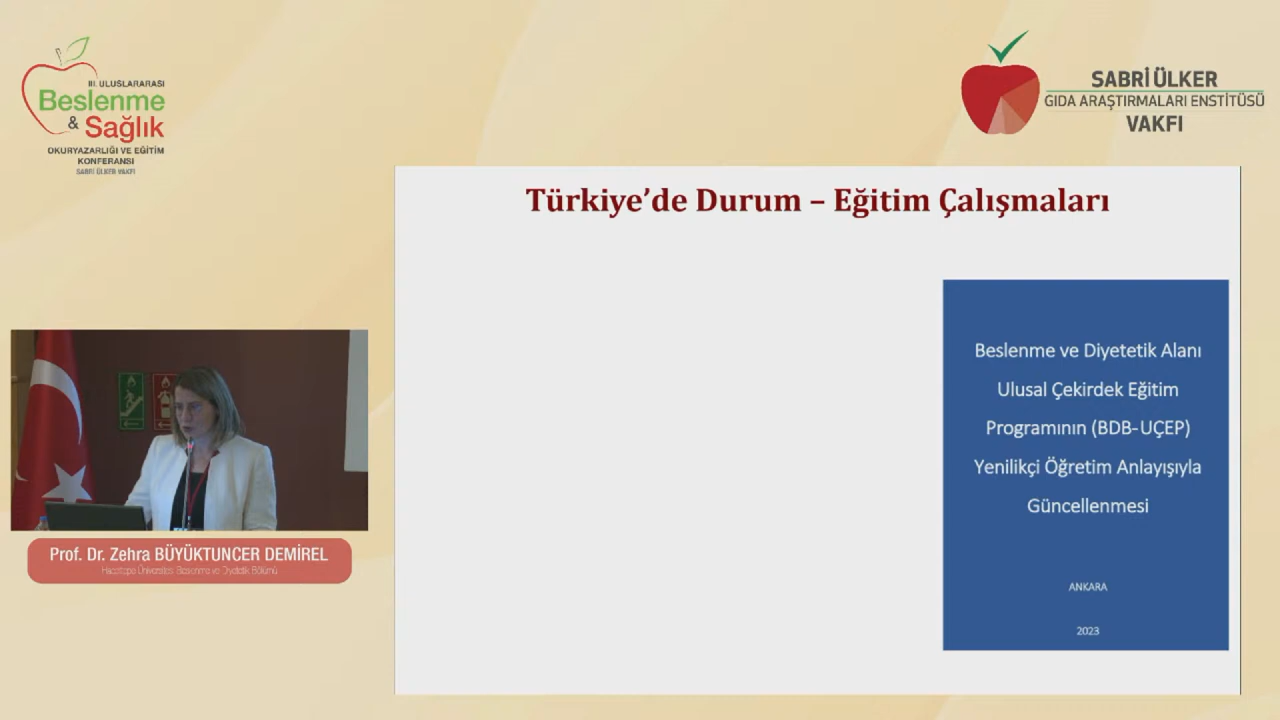 III. ULUSLARARASI
Beslenme
& Sağlık
OKURYAZARLIĞI VE EĞİTİM
KONFERANSI
SABRİ ÜLKER VAKFI
SABRİ ÜLKER
GIDA ARAŞTIRMALARI ENSTİTÜSÜ
VAKFI
Türkiye’de Durum – Eğitim Çalışmaları
Beslenme ve Diyetetik Alanı
Ulusal Çekirdek Eğitim
Programının (BDB-UÇEP)
Yenilikçi Öğretim Anlayışıyla
Güncellenmesi
ANKARA
2023
Prof. Dr. Zehra BÜYÜKTUNCER DEMİREL
Hacettepe Üniversitesi Beslenme ve Diyetetik Bölümü